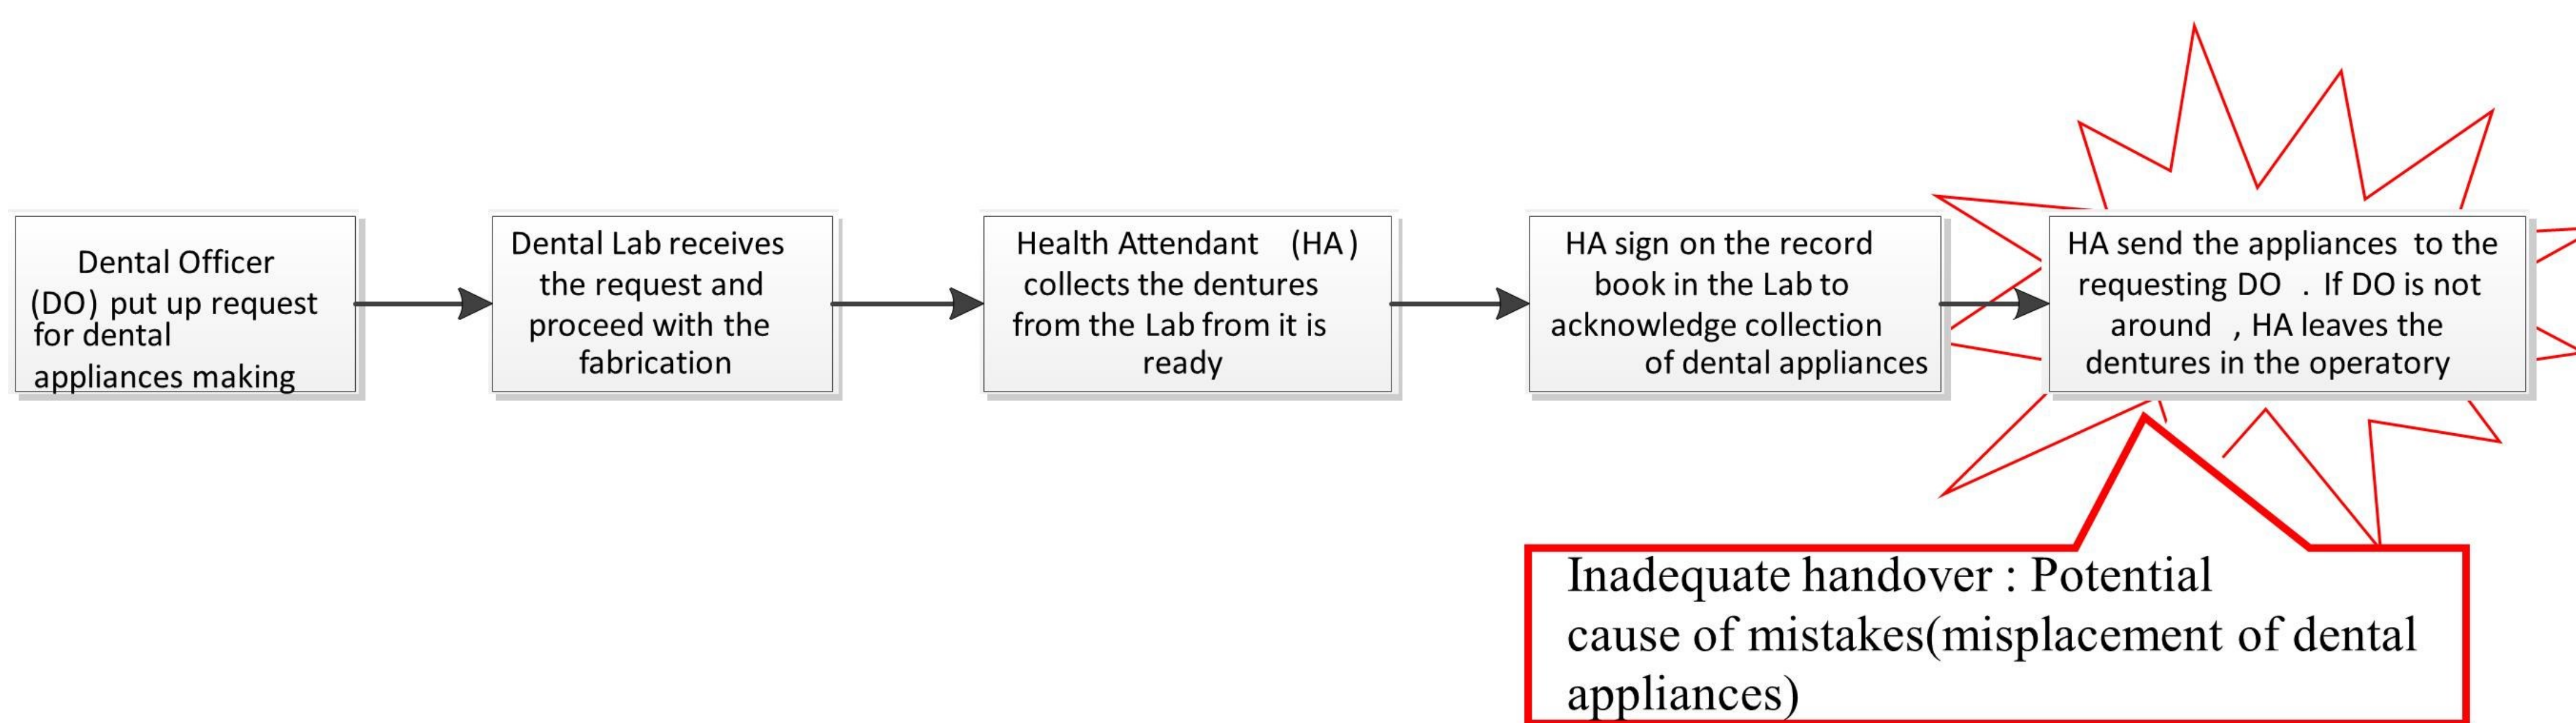 Dental Officer
(DO) put up request
for dental
appliances making
Dental Lab receives
the request and
proceed with the
fabrication
Health Attendant (HA)
collects the dentures
from the Lab from it is
ready
HA sign on the record
book in the Lab to
acknowledge collection
of dental appliances
HA send the appliances to the
requesting DO . If DO is not
around , HA leaves the
dentures in the operatory
Inadequate handover : Potential
cause of mistakes(misplacement of dental
appliances)